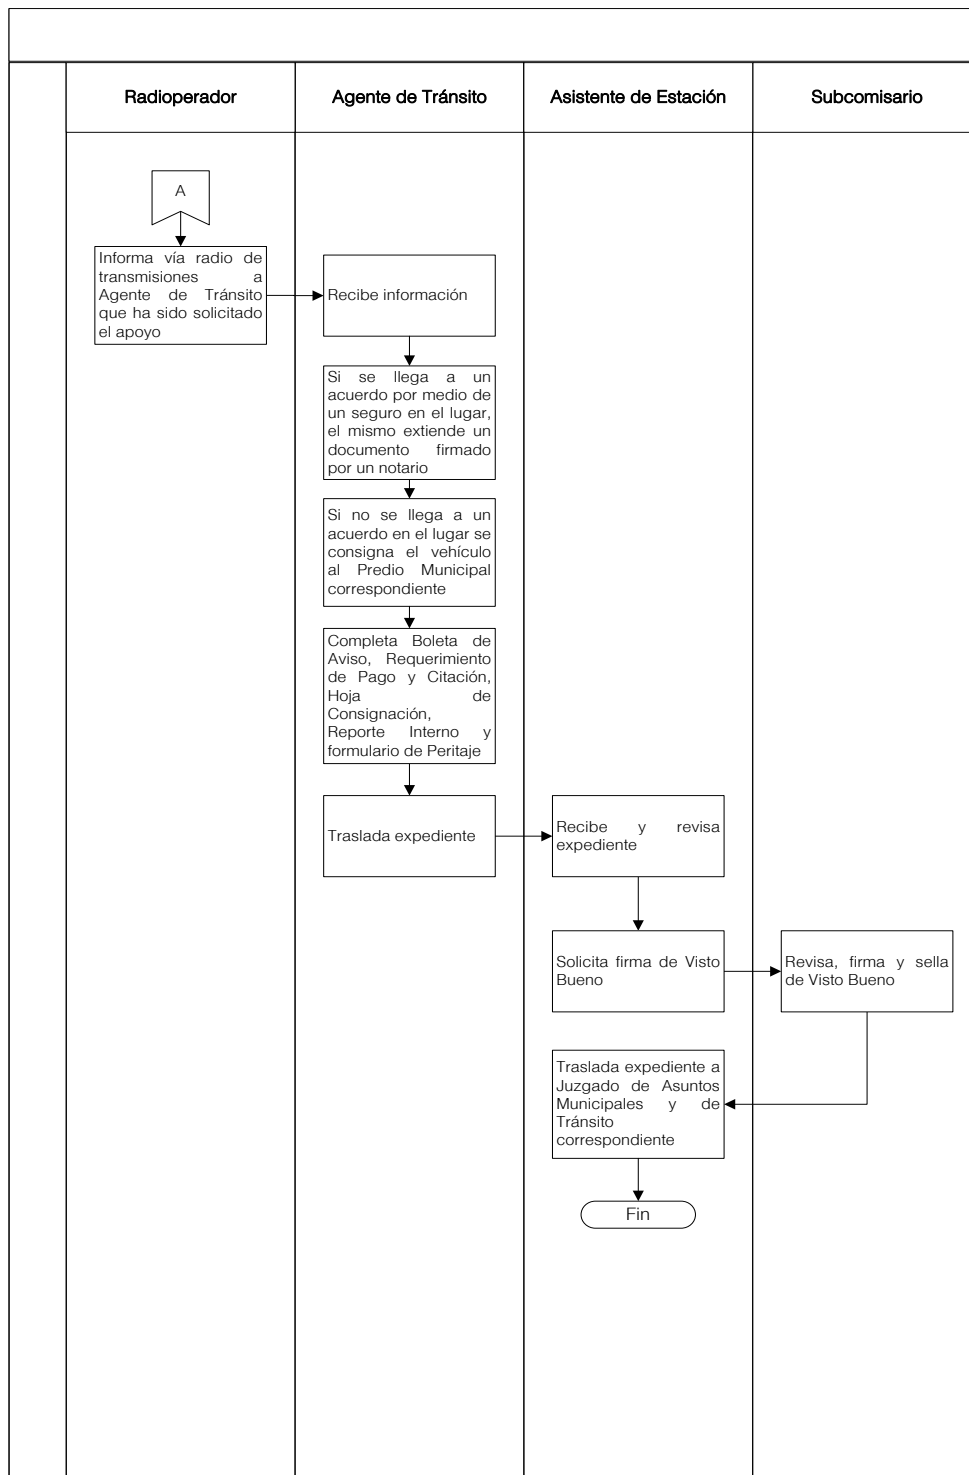 Radioperador
Agente de Tránsito
Asistente de Estación
Subcomisario
A
Informa vía radio de
transmisiones a
Agente de Tránsito
que ha sido solicitado
el apoyo
Recibe información
Si se llega a un
acuerdo por medio de
un seguro en el lugar,
el mismo extiende un
documento firmado
por un notario
Si no se llega a un
acuerdo en el lugar se
consigna el vehículo
al Predio Municipal
correspondiente
Completa Boleta de
Aviso, Requerimiento
de Pago y Citación,
Hoja de
Consignación,
Reporte Interno y
formulario de Peritaje
Traslada expediente
Recibe y revisa
expediente
Solicita firma de Visto
Bueno
Revisa, firma y sella
de Visto Bueno
Traslada expediente a
Juzgado de Asuntos
Municipales y de
Tránsito
correspondiente
Fin